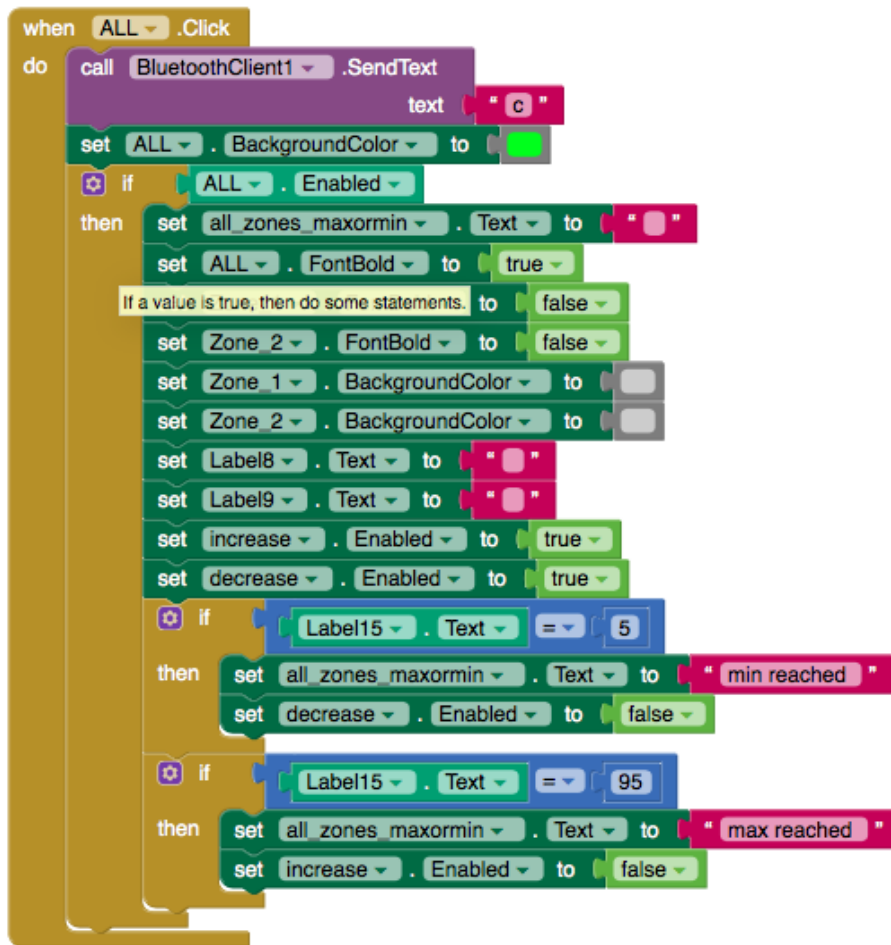 when ALL .Click
do call BluetoothClient1 .SendText
text " c "
set ALL . BackgroundColor to
if ALL . Enabled
then set all_zones_maxormin . Text to " "
set ALL . FontBold to true
If a value is true, then do some statements. to false
set Zone_2 . FontBold to false
set Zone_1 . BackgroundColor to
set Zone_2 . BackgroundColor to
set Label8 . Text to " "
set Label9 . Text to " "
set increase . Enabled to true
set decrease . Enabled to true
if Label15 . Text = 5
then set all_zones_maxormin . Text to " min reached "
set decrease . Enabled to false
if Label15 . Text = 95
then set all_zones_maxormin . Text to " max reached "
set increase . Enabled to false